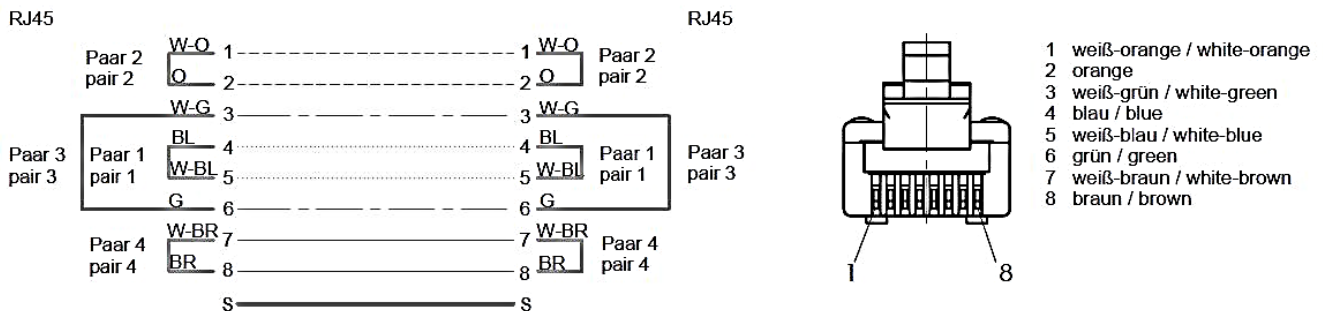 RJ45
RJ45
Paar 2
pair 2
W-O 1
1 W-O
Paar 2
pair 2
O 2
2 O
W-G 3
3 W-G
Paar 3
pair 3
Paar 1
pair 1
BL 4
4 BL
Paar 1
pair 1
Paar 3
pair 3
W-BL 5
5 W-BL
G 6
6 G
Paar 4
pair 4
W-BR 7
7 W-BR
Paar 4
pair 4
BR 8
8 BR
S
S
1
8
1 weiß-orange / white-orange
2 orange
3 weiß-grün / white-green
4 blau / blue
5 weiß-blau / white-blue
6 grün / green
7 weiß-braun / white-brown
8 braun / brown